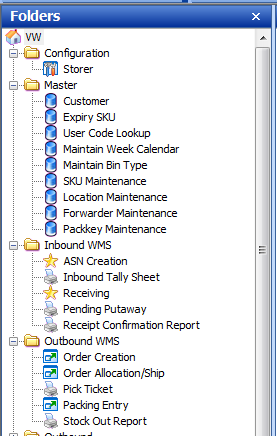 Folders
VW
Configuration
Storer
Master
Customer
Expiry SKU
User Code Lookup
Maintain Week Calendar
Maintain Bin Type
SKU Maintenance
Location Maintenance
Forwarder Maintenance
Packkey Maintenance
Inbound WMS
ASN Creation
Inbound Tally Sheet
Receiving
Pending Putaway
Receipt Confirmation Report
Outbound WMS
Order Creation
Order Allocation/Ship
Pick Ticket
Packing Entry
Stock Out Report
Outbound